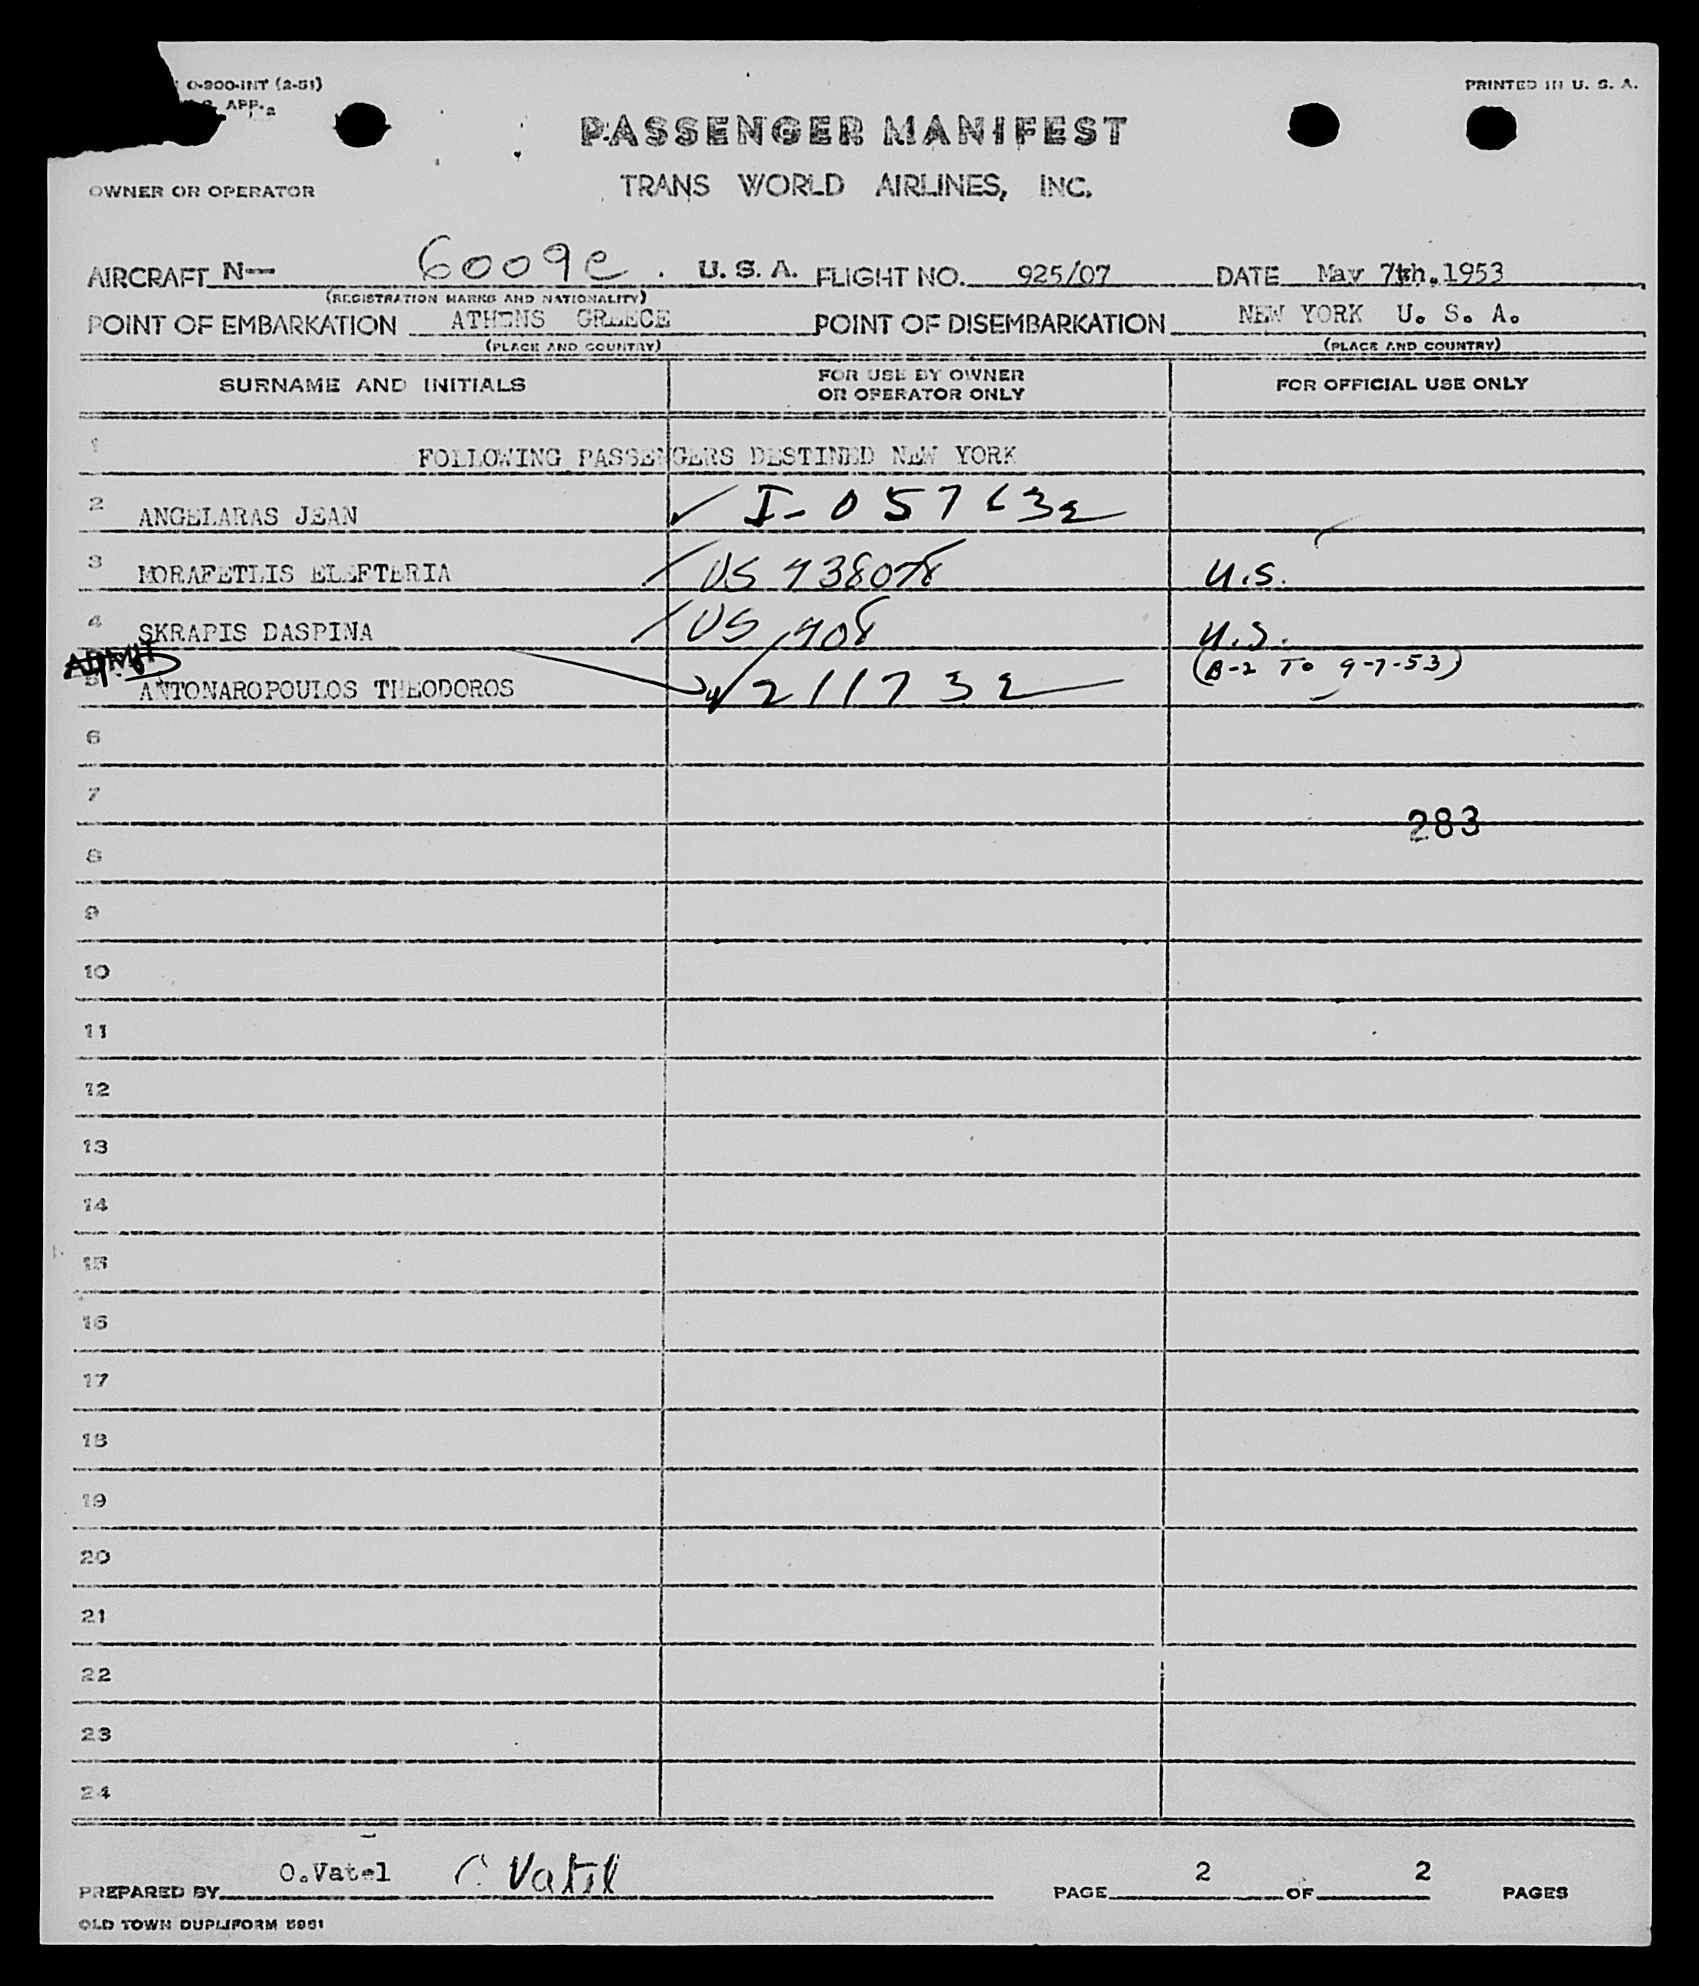 O-900-INT (2-51)
APP.
PRINTED IN U. S. A.
PASSENGER MANIFEST
OWNER OR OPERATOR
TRANS WORLD AIRLINES, INC.
AIRCRAFT N— 6009C . U. S. A. FLIGHT NO. 925/07 DATE May 7th.1953
(REGISTRATION MARKS AND NATIONALITY)
POINT OF EMBARKATION ATHENS GREECE POINT OF DISEMBARKATION NEW YORK U. S. A.
(PLACE AND COUNTRY) (PLACE AND COUNTRY)
SURNAME AND INITIALS FOR USE BY OWNER OR OPERATOR ONLY FOR OFFICIAL USE ONLY
1 FOLLOWING PASSENGERS DESTINED NEW YORK
2 ANGELARAS JEAN I-
3 MORAFETLIS ELEFTERIA US 938078 U.S.
4 SKRAPIS DASPINA US 908 U.S.
ADMIT (B-2 TO 9-7-53)
5 ANTONAROPOULOS THEODOROS
6
7
283
8
9
10
11
12
13
14
15
16
17
18
19
20
21
22
23
24
PREPARED BY O.Vatel O. Vatel PAGE 2 OF 2 PAGES
OLD TOWN DUPLIFORM 5961